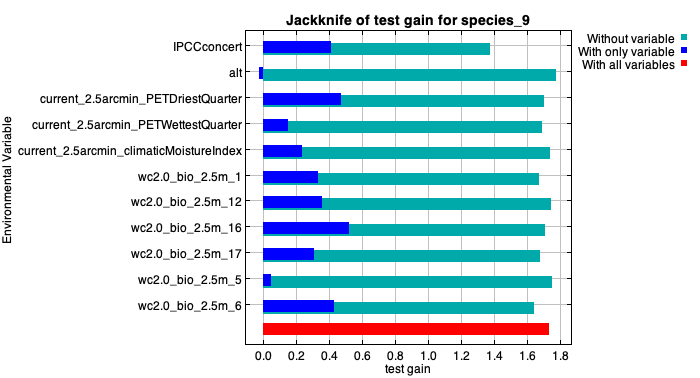 Jackknife of test gain for species_9
Without variable
With only variable
With all variables
Environmental Variable
IPCCconcert
alt
current_2.5arcmin_PETDriestQuarter
current_2.5arcmin_PETWettestQuarter
current_2.5arcmin_climaticMoistureIndex
wc2.0_bio_2.5m_1
wc2.0_bio_2.5m_12
wc2.0_bio_2.5m_16
wc2.0_bio_2.5m_17
wc2.0_bio_2.5m_5
wc2.0_bio_2.5m_6
0.0 0.2 0.4 0.6 0.8 1.0 1.2 1.4 1.6 1.8
test gain